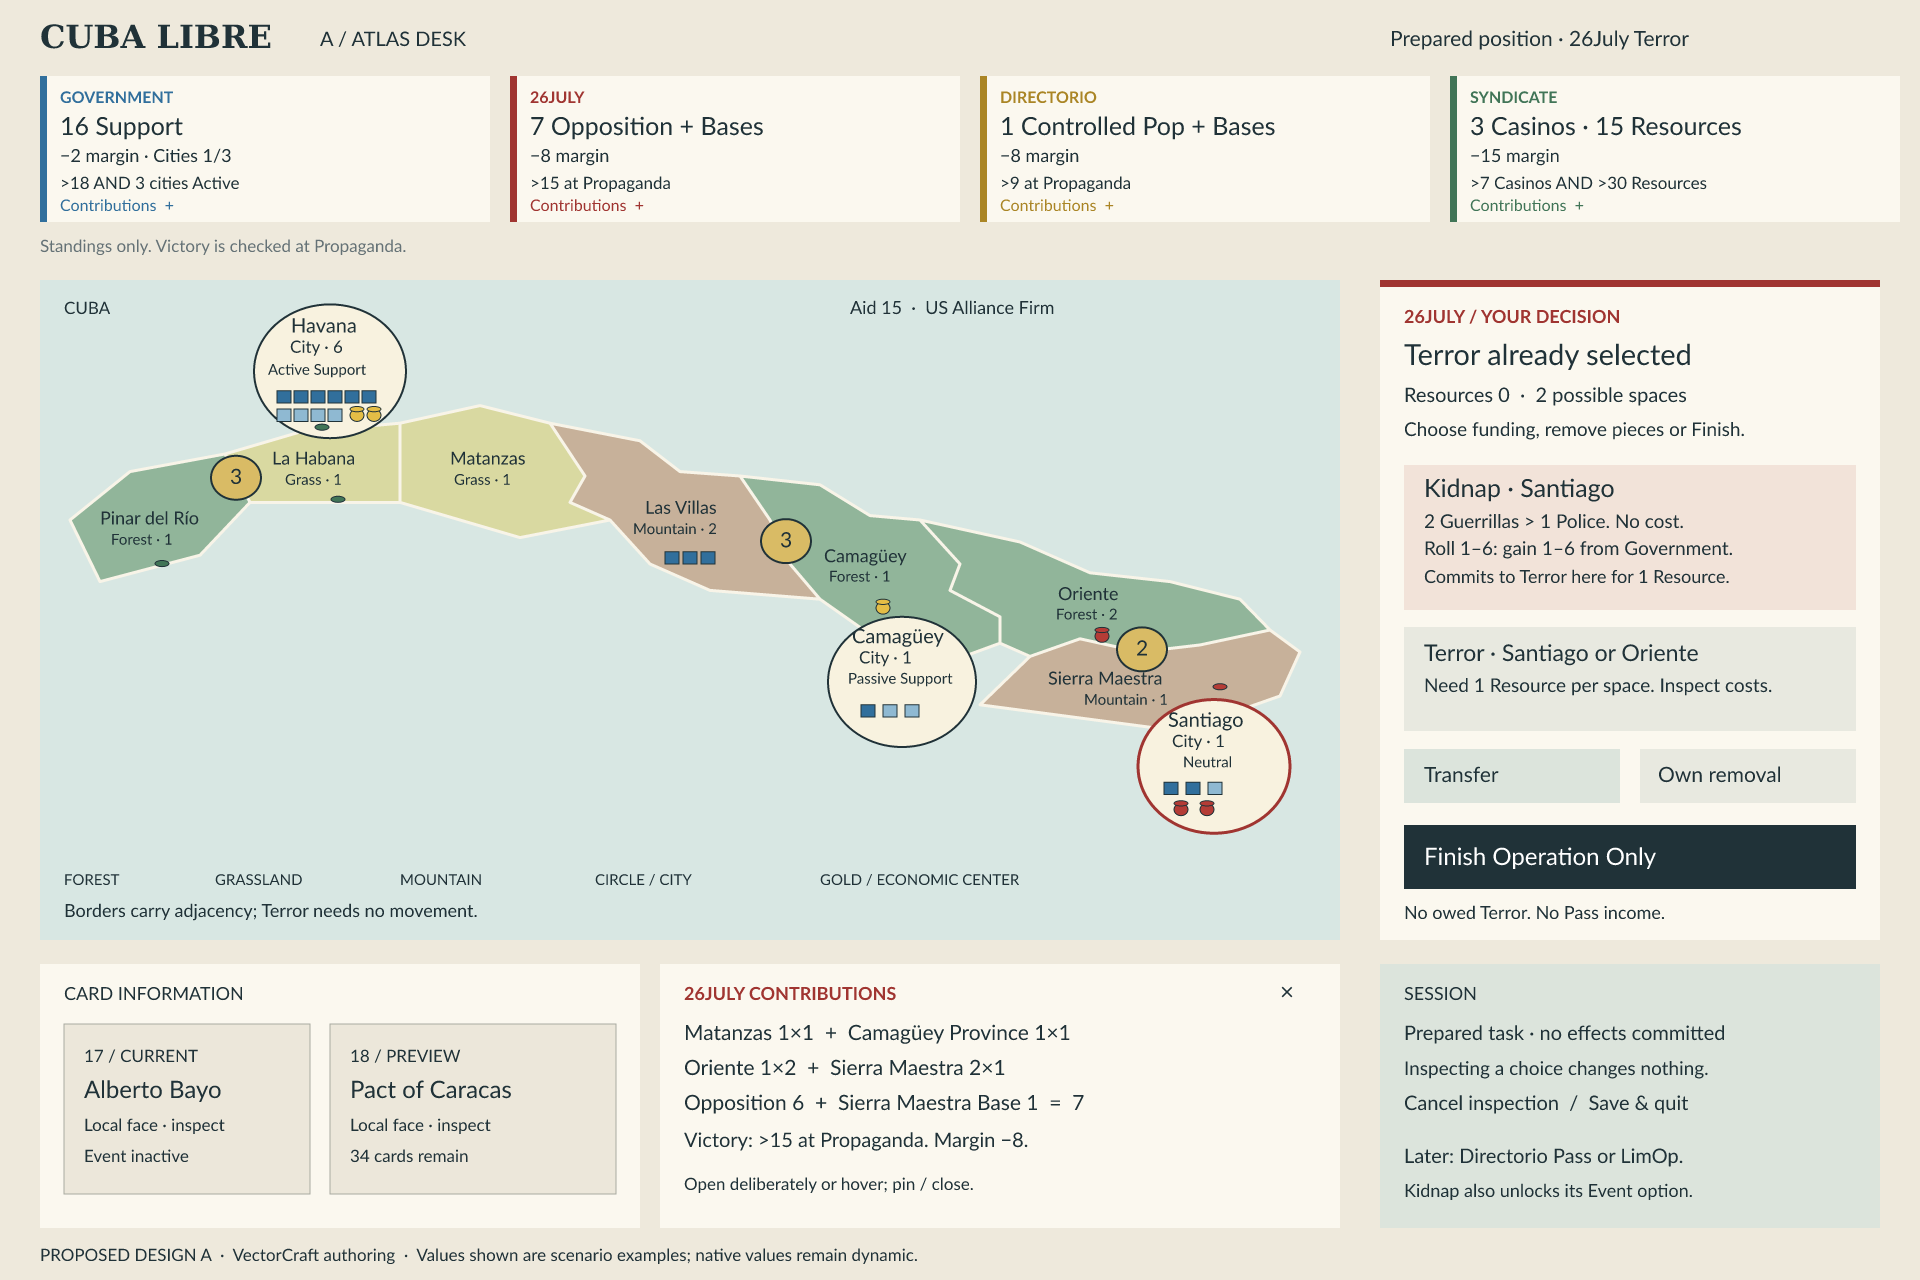 CUBA LIBRE
A / ATLAS DESK
Prepared position · 26July Terror
GOVERNMENT
16 Support
−2 margin · Cities 1/3
>18 AND 3 cities Active
Contributions +
26JULY
7 Opposition + Bases
−8 margin
>15 at Propaganda
Contributions +
DIRECTORIO
1 Controlled Pop + Bases
−8 margin
>9 at Propaganda
Contributions +
SYNDICATE
3 Casinos · 15 Resources
−15 margin
>7 Casinos AND >30 Resources
Contributions +
Standings only. Victory is checked at Propaganda.
CUBA
Aid 15 · US Alliance Firm
Havana
City · 6
Active Support
La Habana
Grass · 1
3
Matanzas
Grass · 1
Pinar del Río
Forest · 1
Las Villas
Mountain · 2
3
Camagüey
Forest · 1
Camagüey
City · 1
Passive Support
Oriente
Forest · 2
2
Sierra Maestra
Mountain · 1
Santiago
City · 1
Neutral
FOREST
GRASSLAND
MOUNTAIN
CIRCLE / CITY
GOLD / ECONOMIC CENTER
Borders carry adjacency; Terror needs no movement.
26JULY / YOUR DECISION
Terror already selected
Resources 0 · 2 possible spaces
Choose funding, remove pieces or Finish.
Kidnap · Santiago
2 Guerrillas > 1 Police. No cost.
Roll 1–6: gain 1–6 from Government.
Commits to Terror here for 1 Resource.
Terror · Santiago or Oriente
Need 1 Resource per space. Inspect costs.
Transfer
Own removal
Finish Operation Only
No owed Terror. No Pass income.
CARD INFORMATION
17 / CURRENT
Alberto Bayo
Local face · inspect
Event inactive
18 / PREVIEW
Pact of Caracas
Local face · inspect
34 cards remain
26JULY CONTRIBUTIONS
×
Matanzas 1×1 + Camagüey Province 1×1
Oriente 1×2 + Sierra Maestra 2×1
Opposition 6 + Sierra Maestra Base 1 = 7
Victory: >15 at Propaganda. Margin −8.
Open deliberately or hover; pin / close.
SESSION
Prepared task · no effects committed
Inspecting a choice changes nothing.
Cancel inspection / Save & quit
Later: Directorio Pass or LimOp.
Kidnap also unlocks its Event option.
PROPOSED DESIGN A · VectorCraft authoring · Values shown are scenario examples; native values remain dynamic.